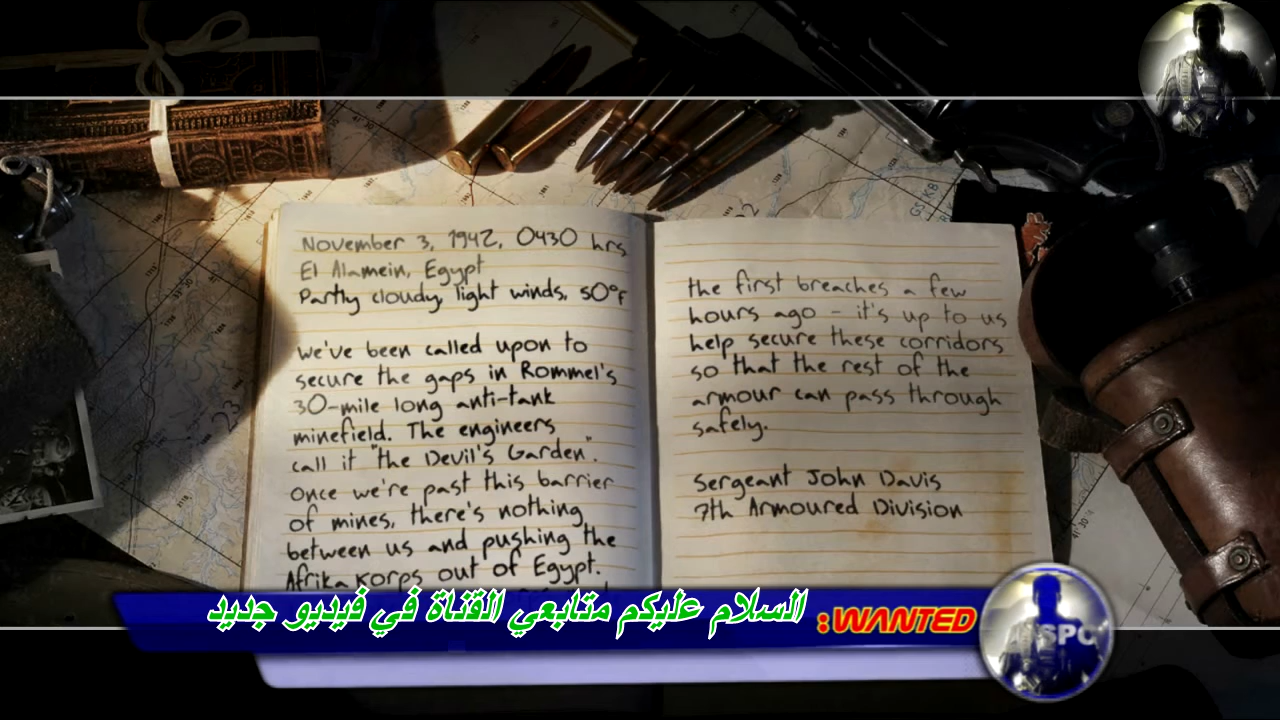 November 3, 1942, 0430 hrs
El Alamein, Egypt
Partly cloudy, light winds, 50°F
We've been called upon to
secure the gaps in Rommel's
30-mile long anti-tank
minefield. The engineers
call it "the Devil's Garden".
Once we're past this barrier
of mines, there's nothing
between us and pushing the
Afrika Korps out of Egypt.
the first breaches a few
hours ago - it's up to us
help secure these corridors
so that the rest of the
armour can pass through
safely.
Sergeant John Davis
7th Armoured Division
WANTED: السلام عليكم متابعي القناة في فيديو جديد